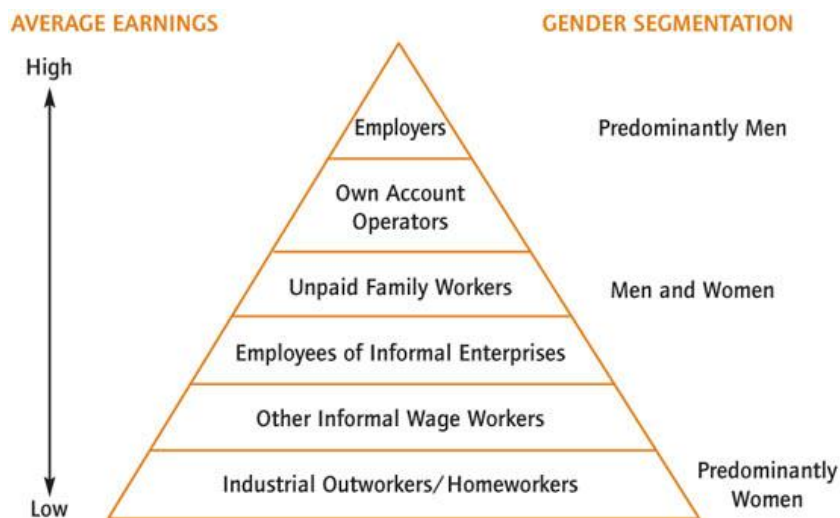 AVERAGE EARNINGS
GENDER SEGMENTATION
High
Employers
Predominantly Men
Own Account
Operators
Unpaid Family Workers
Men and Women
Employees of Informal Enterprises
Other Informal Wage Workers
Industrial Outworkers/Homeworkers
Predominantly
Women
Low